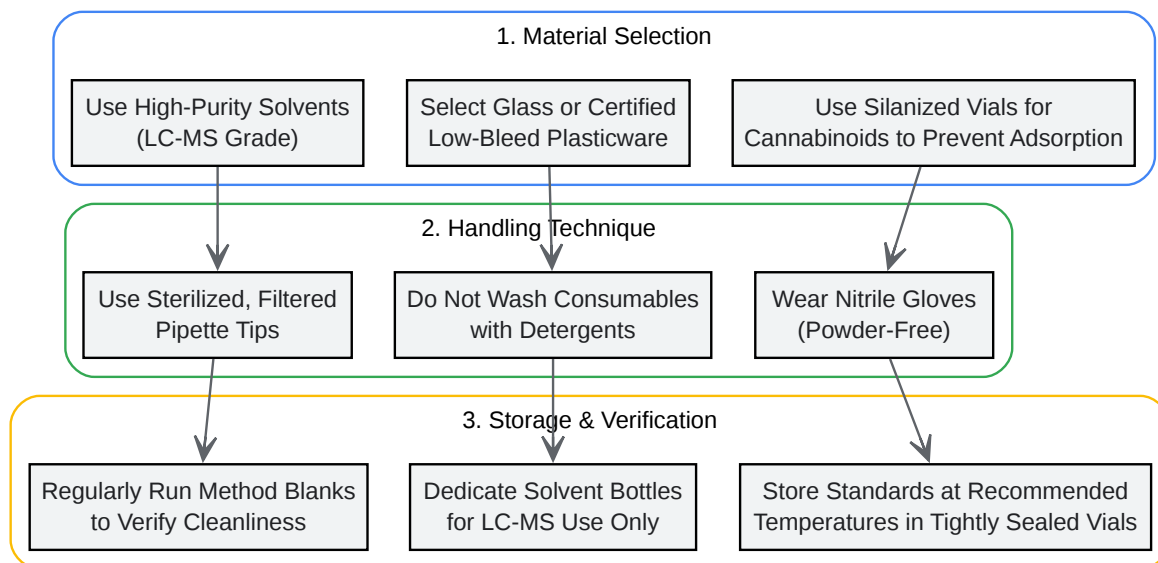 1. Material Selection
Use High-Purity Solvents
(LC-MS Grade)
Select Glass or Certified
Low-Bleed Plasticware
Use Silanized Vials for
Cannabinoids to Prevent Adsorption
2. Handling Technique
Use Sterilized, Filtered
Pipette Tips
Do Not Wash Consumables
with Detergents
Wear Nitrile Gloves
(Powder-Free)
3. Storage & Verification
Regularly Run Method Blanks
to Verify Cleanliness
Dedicate Solvent Bottles
for LC-MS Use Only
Store Standards at Recommended
Temperatures in Tightly Sealed Vials